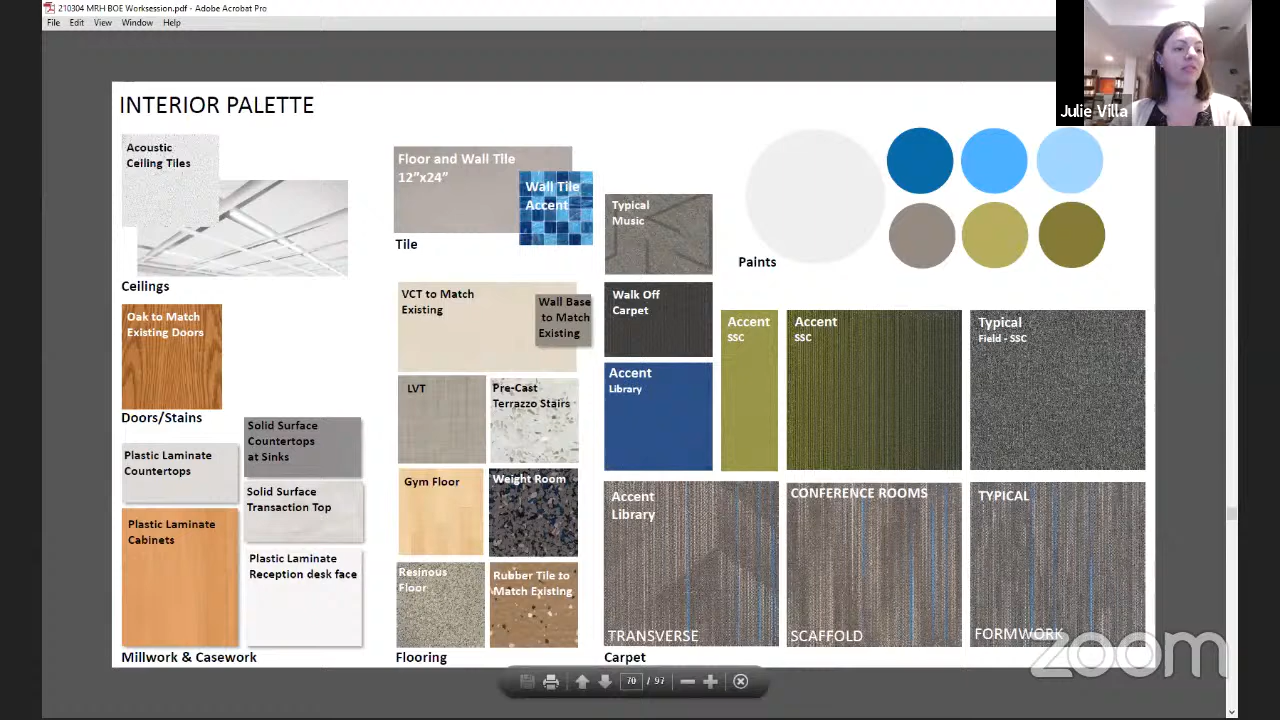 210304 MRH BOE Worksession.pdf - Adobe Acrobat Pro
File Edit View Window Help
Julie Villa
INTERIOR PALETTE
Acoustic
Ceiling Tiles
Ceilings
Oak to Match
Existing Doors
Doors/Stains
Solid Surface
Countertops
at Sinks
Plastic Laminate
Countertops
Solid Surface
Transaction Top
Plastic Laminate
Cabinets
Plastic Laminate
Reception desk face
Millwork & Casework
Floor and Wall Tile
12”x24”
Wall Tile
Accent
Tile
VCT to Match
Existing
Wall Base
to Match
Existing
LVT
Pre-Cast
Terrazzo Stairs
Gym Floor
Weight Room
Resinous
Floor
Rubber Tile to
Match Existing
Flooring
Typical
Music
Walk Off
Carpet
Accent
Library
Accent
SSC
Accent
SSC
Typical
Field - SSC
Accent
Library
TRANSVERSE
CONFERENCE ROOMS
SCAFFOLD
TYPICAL
FORMWORK
Carpet
Paints
70 / 97
zoom